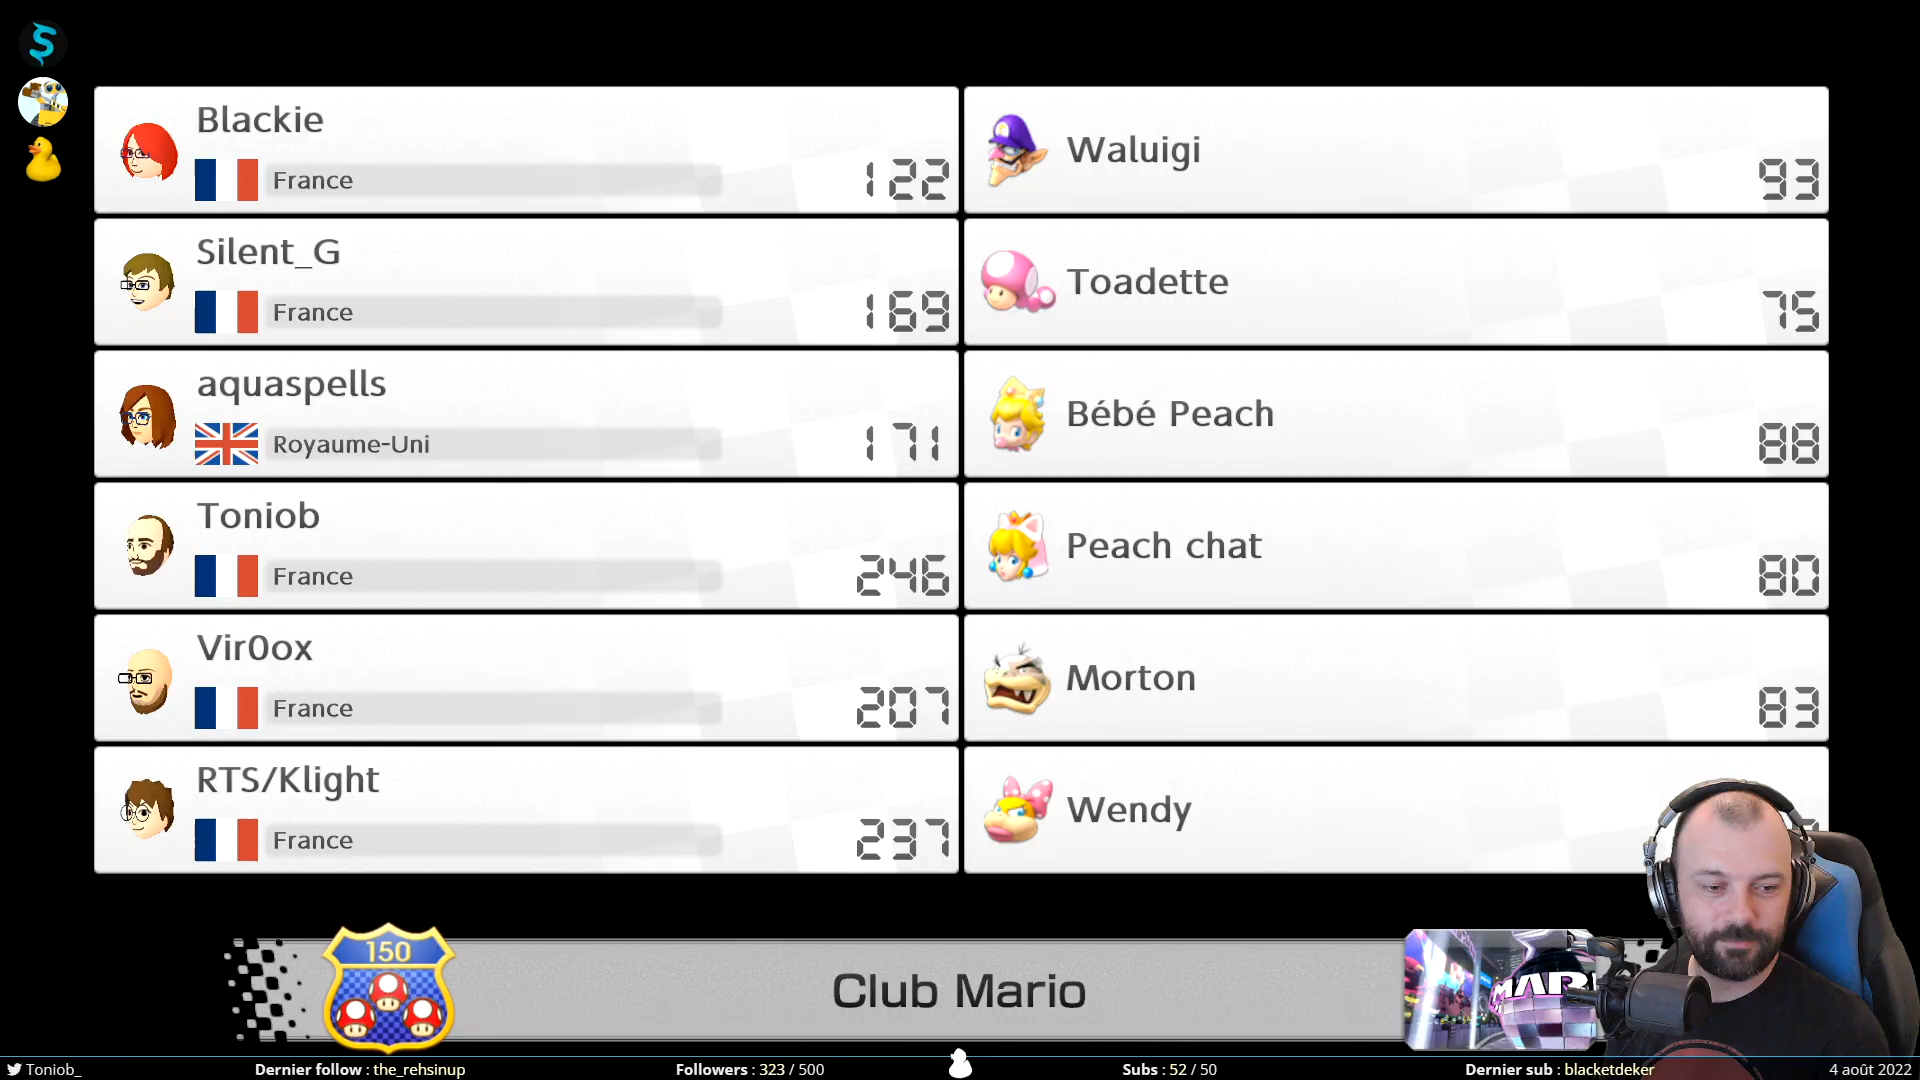 Blackie
France
122
Silent_G
France
169
aquaspells
Royaume-Uni
171
Toniob
France
246
Vir0ox
France
207
RTS/Klight
France
237
Waluigi
93
Toadette
75
Bébé Peach
88
Peach chat
80
Morton
83
Wendy
150
Club Mario
MAR
Toniob_
Dernier follow : the_rehsinup
Followers : 323 / 500
Subs : 52 / 50
Dernier sub : blacketdeker
4 août 2022